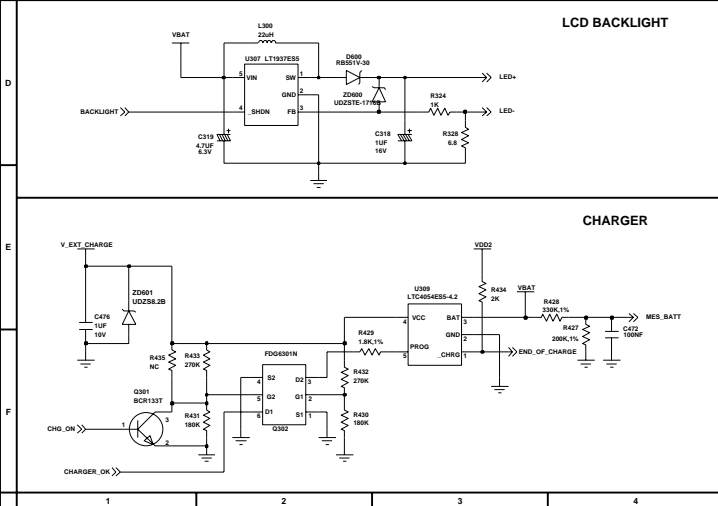 LCD BACKLIGHT
L300
22uH
VBAT
D600
RB551V-30
U307 LT1937ES5
5 VIN SW 1
GND 2
4 _SHDN FB 3
ZD600
UDZSTE-1716B
LED+
BACKLIGHT
R324
1K
LED-
C319
4.7UF
6.3V
C318
1UF
16V
R328
6.8
D
CHARGER
E
V_EXT_CHARGE
VDD2
ZD601
UDZS8.2B
U309
LTC4054ES5-4.2
R434
2K
VBAT
R428
330K,1%
MES_BATT
C476
1UF
10V
4 VCC BAT 3
GND 2
5 PROG _CHRG 1
R429
1.8K,1%
R427
200K,1%
C472
100NF
END_OF_CHARGE
R435
NC
R433
270K
FDG6301N
4 S2 D2 3
5 G2 G1 2
6 D1 S1 1
Q302
R432
270K
F
Q301
BCR133T
R431
180K
R430
180K
CHG_ON
1
3
2
CHARGER_OK
1 2 3 4